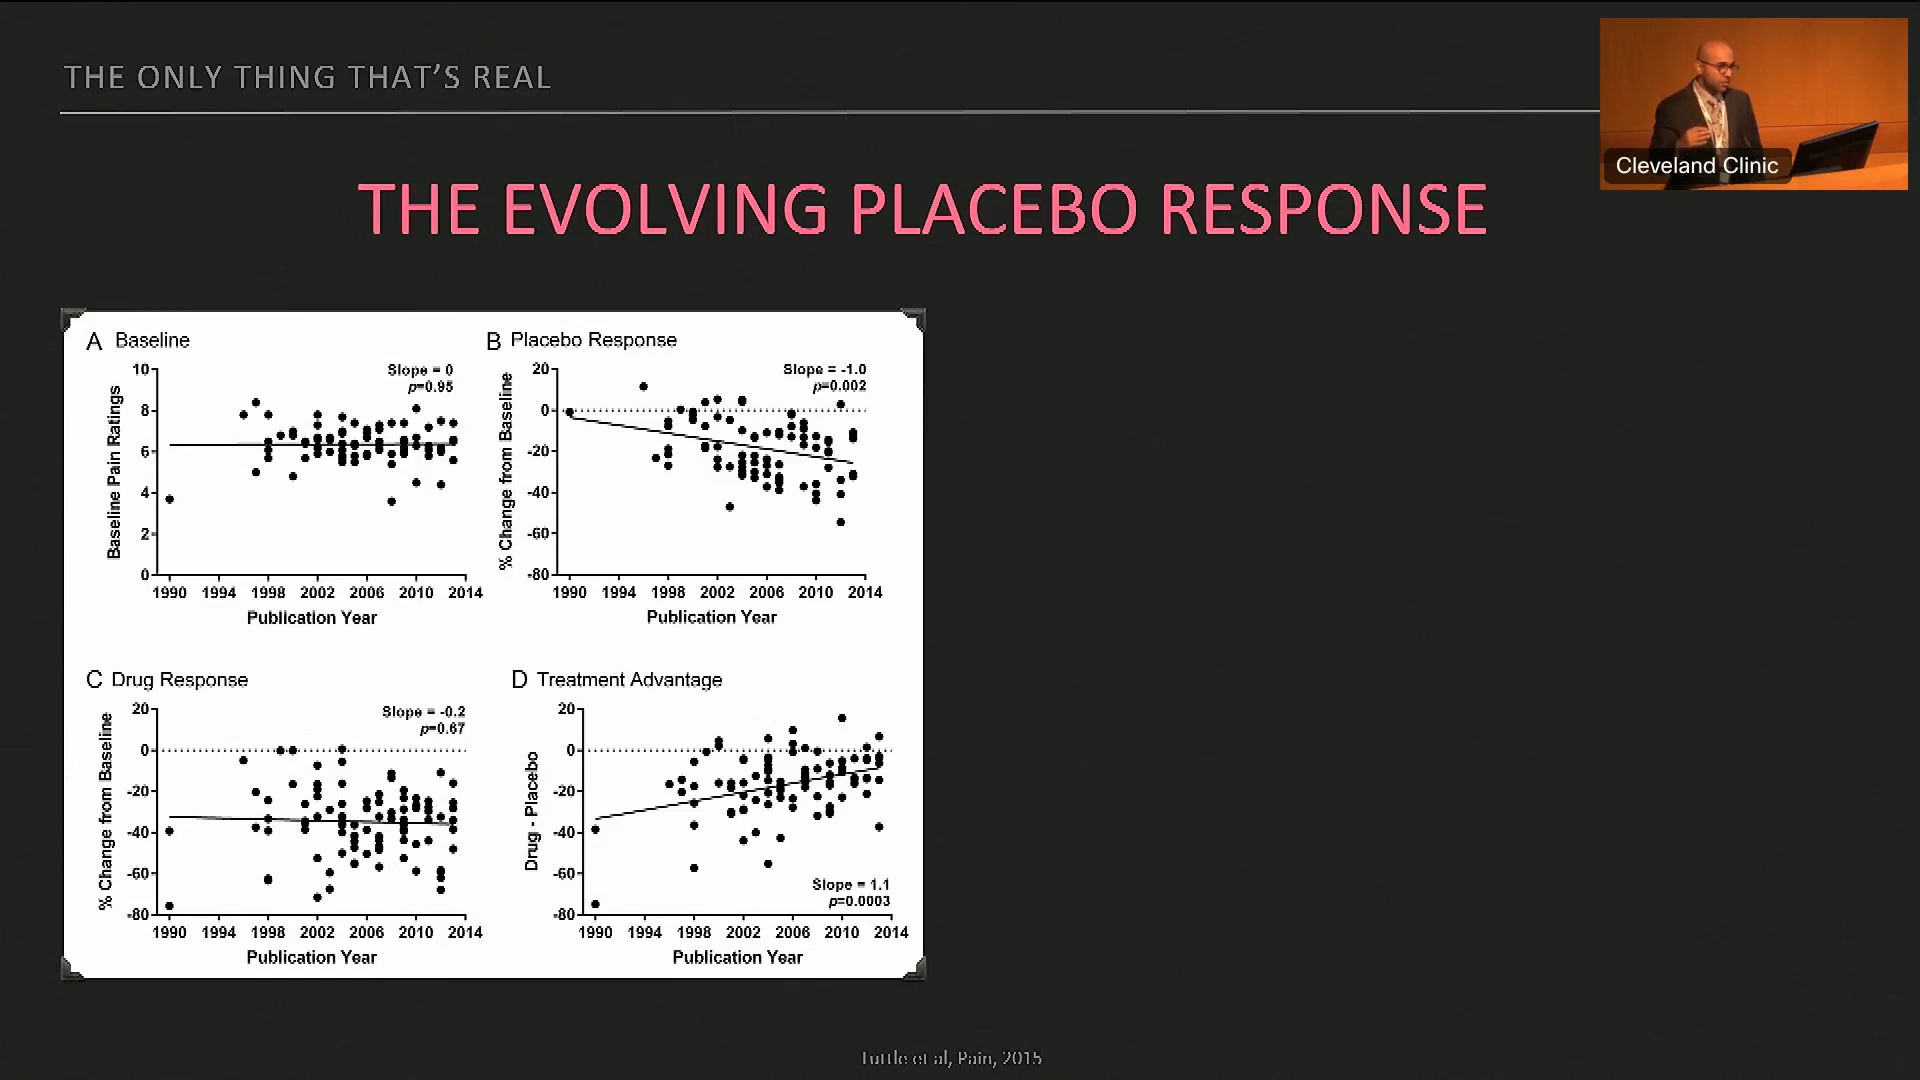 THE ONLY THING THAT'S REAL
Cleveland Clinic
THE EVOLVING PLACEBO RESPONSE
A Baseline
Slope = 0
p=0.95
Baseline Pain Ratings
10
8
6
4
2
0
1990 1994 1998 2002 2006 2010 2014
Publication Year
B Placebo Response
Slope = -1.0
p=0.002
% Change from Baseline
20
0
-20
-40
-60
-80
1990 1994 1998 2002 2006 2010 2014
Publication Year
C Drug Response
Slope = -0.2
p=0.67
% Change from Baseline
20
0
-20
-40
-60
-80
1990 1994 1998 2002 2006 2010 2014
Publication Year
D Treatment Advantage
Drug - Placebo
20
0
-20
-40
-60
-80
Slope = 1.1
p=0.0003
1990 1994 1998 2002 2006 2010 2014
Publication Year
Tuttle et al, Pain, 2015